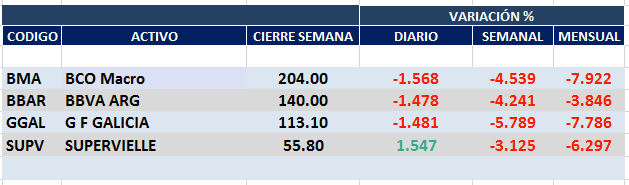 VARIACIÓN %
CODIGO ACTIVO CIERRE SEMANA DIARIO SEMANAL MENSUAL
BMA BCO Macro 204.00 -1.568 -4.539 -7.922
BBAR BBVA ARG 140.00 -1.478 -4.241 -3.846
GGAL G F GALICIA 113.10 -1.481 -5.789 -7.786
SUPV SUPERVIELLE 55.80 1.547 -3.125 -6.297